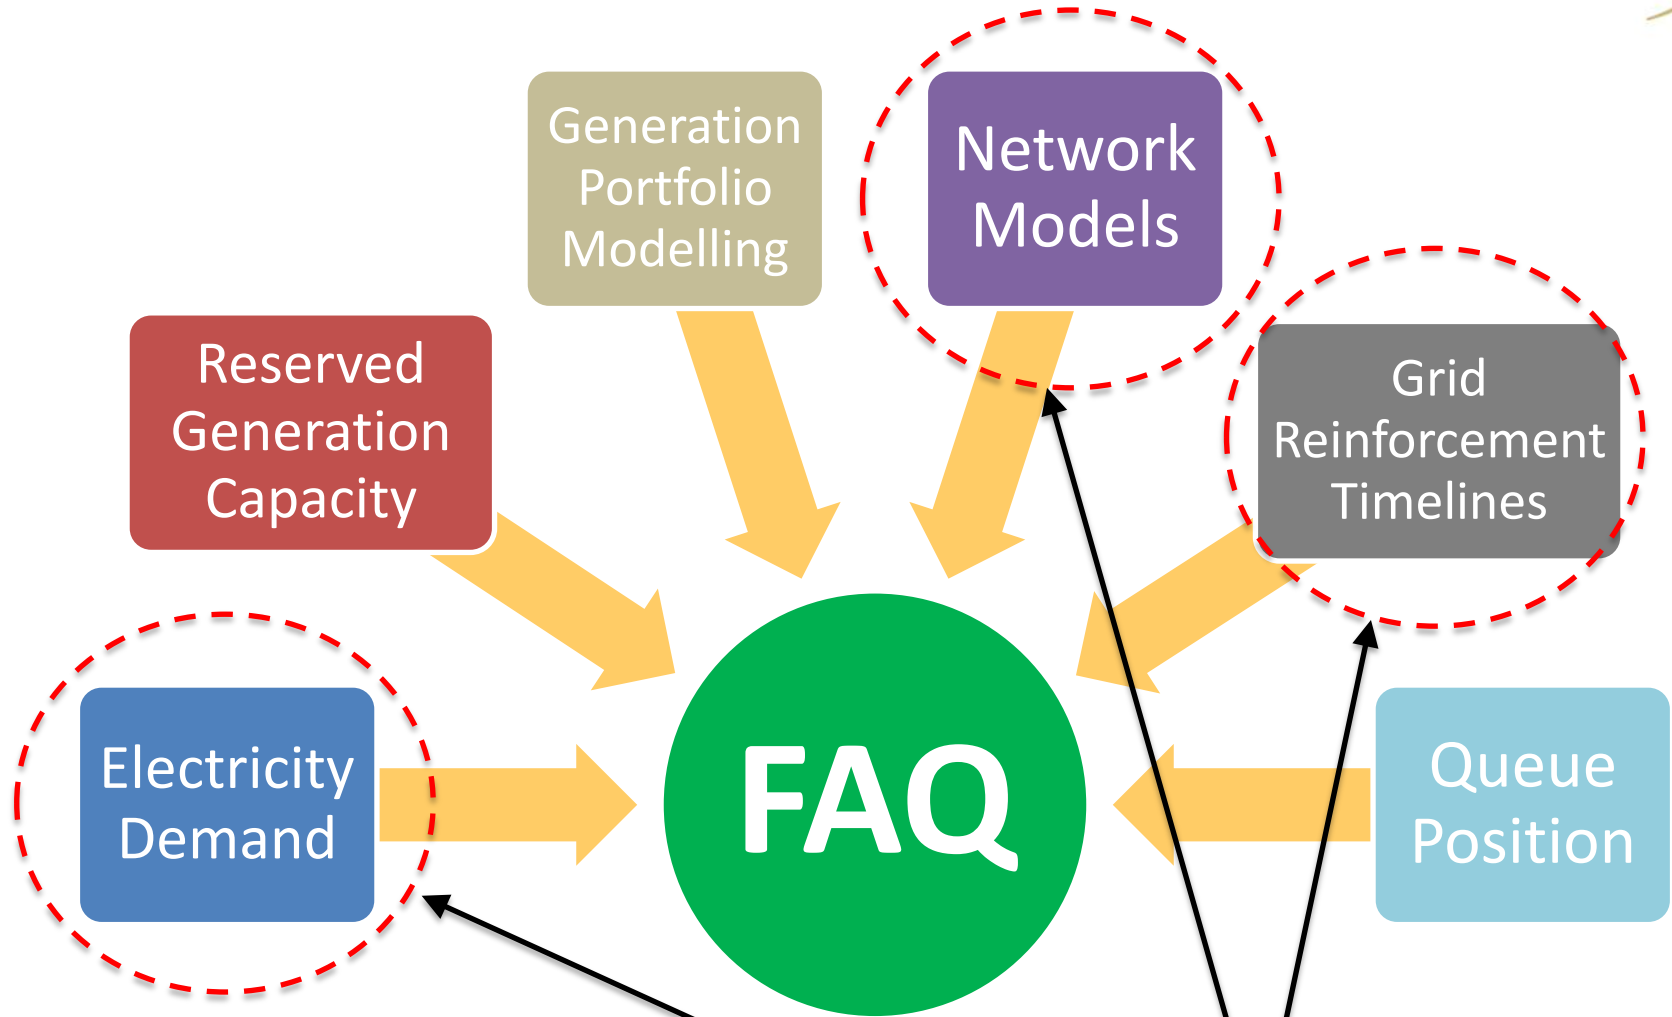 Generation
Portfolio
Modelling
Network
Models
Reserved
Generation
Capacity
Grid
Reinforcement
Timelines
Electricity
Demand
FAQ
Queue
Position